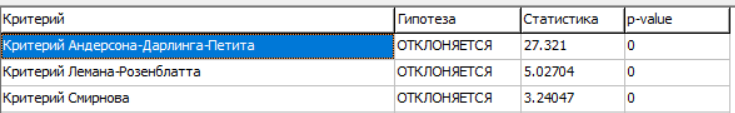 Критерий Гипотеза Статистика p-value
Критерий Андерсона-Дарлинга-Петита ОТКЛОНЯЕТСЯ 27.321 0
Критерий Лемана-Розенблатта ОТКЛОНЯЕТСЯ 5.02704 0
Критерий Смирнова ОТКЛОНЯЕТСЯ 3.24047 0